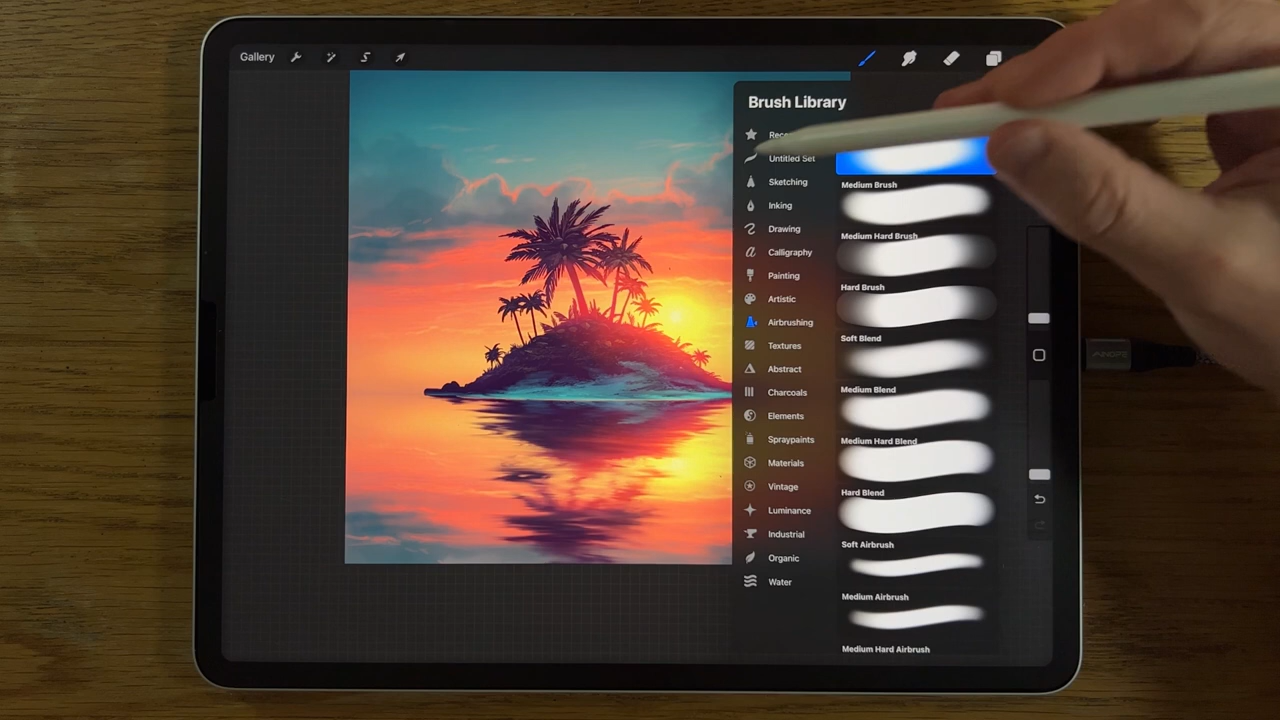 Gallery
Brush Library
Untitled Set
Sketching
Inking
Drawing
Calligraphy
Painting
Artistic
Airbrushing
Textures
Abstract
Charcoals
Elements
Spraypaints
Materials
Vintage
Luminance
Industrial
Organic
Water
Medium Brush
Medium Hard Brush
Hard Brush
Soft Blend
Medium Blend
Medium Hard Blend
Hard Blend
Soft Airbrush
Medium Airbrush
Medium Hard Airbrush